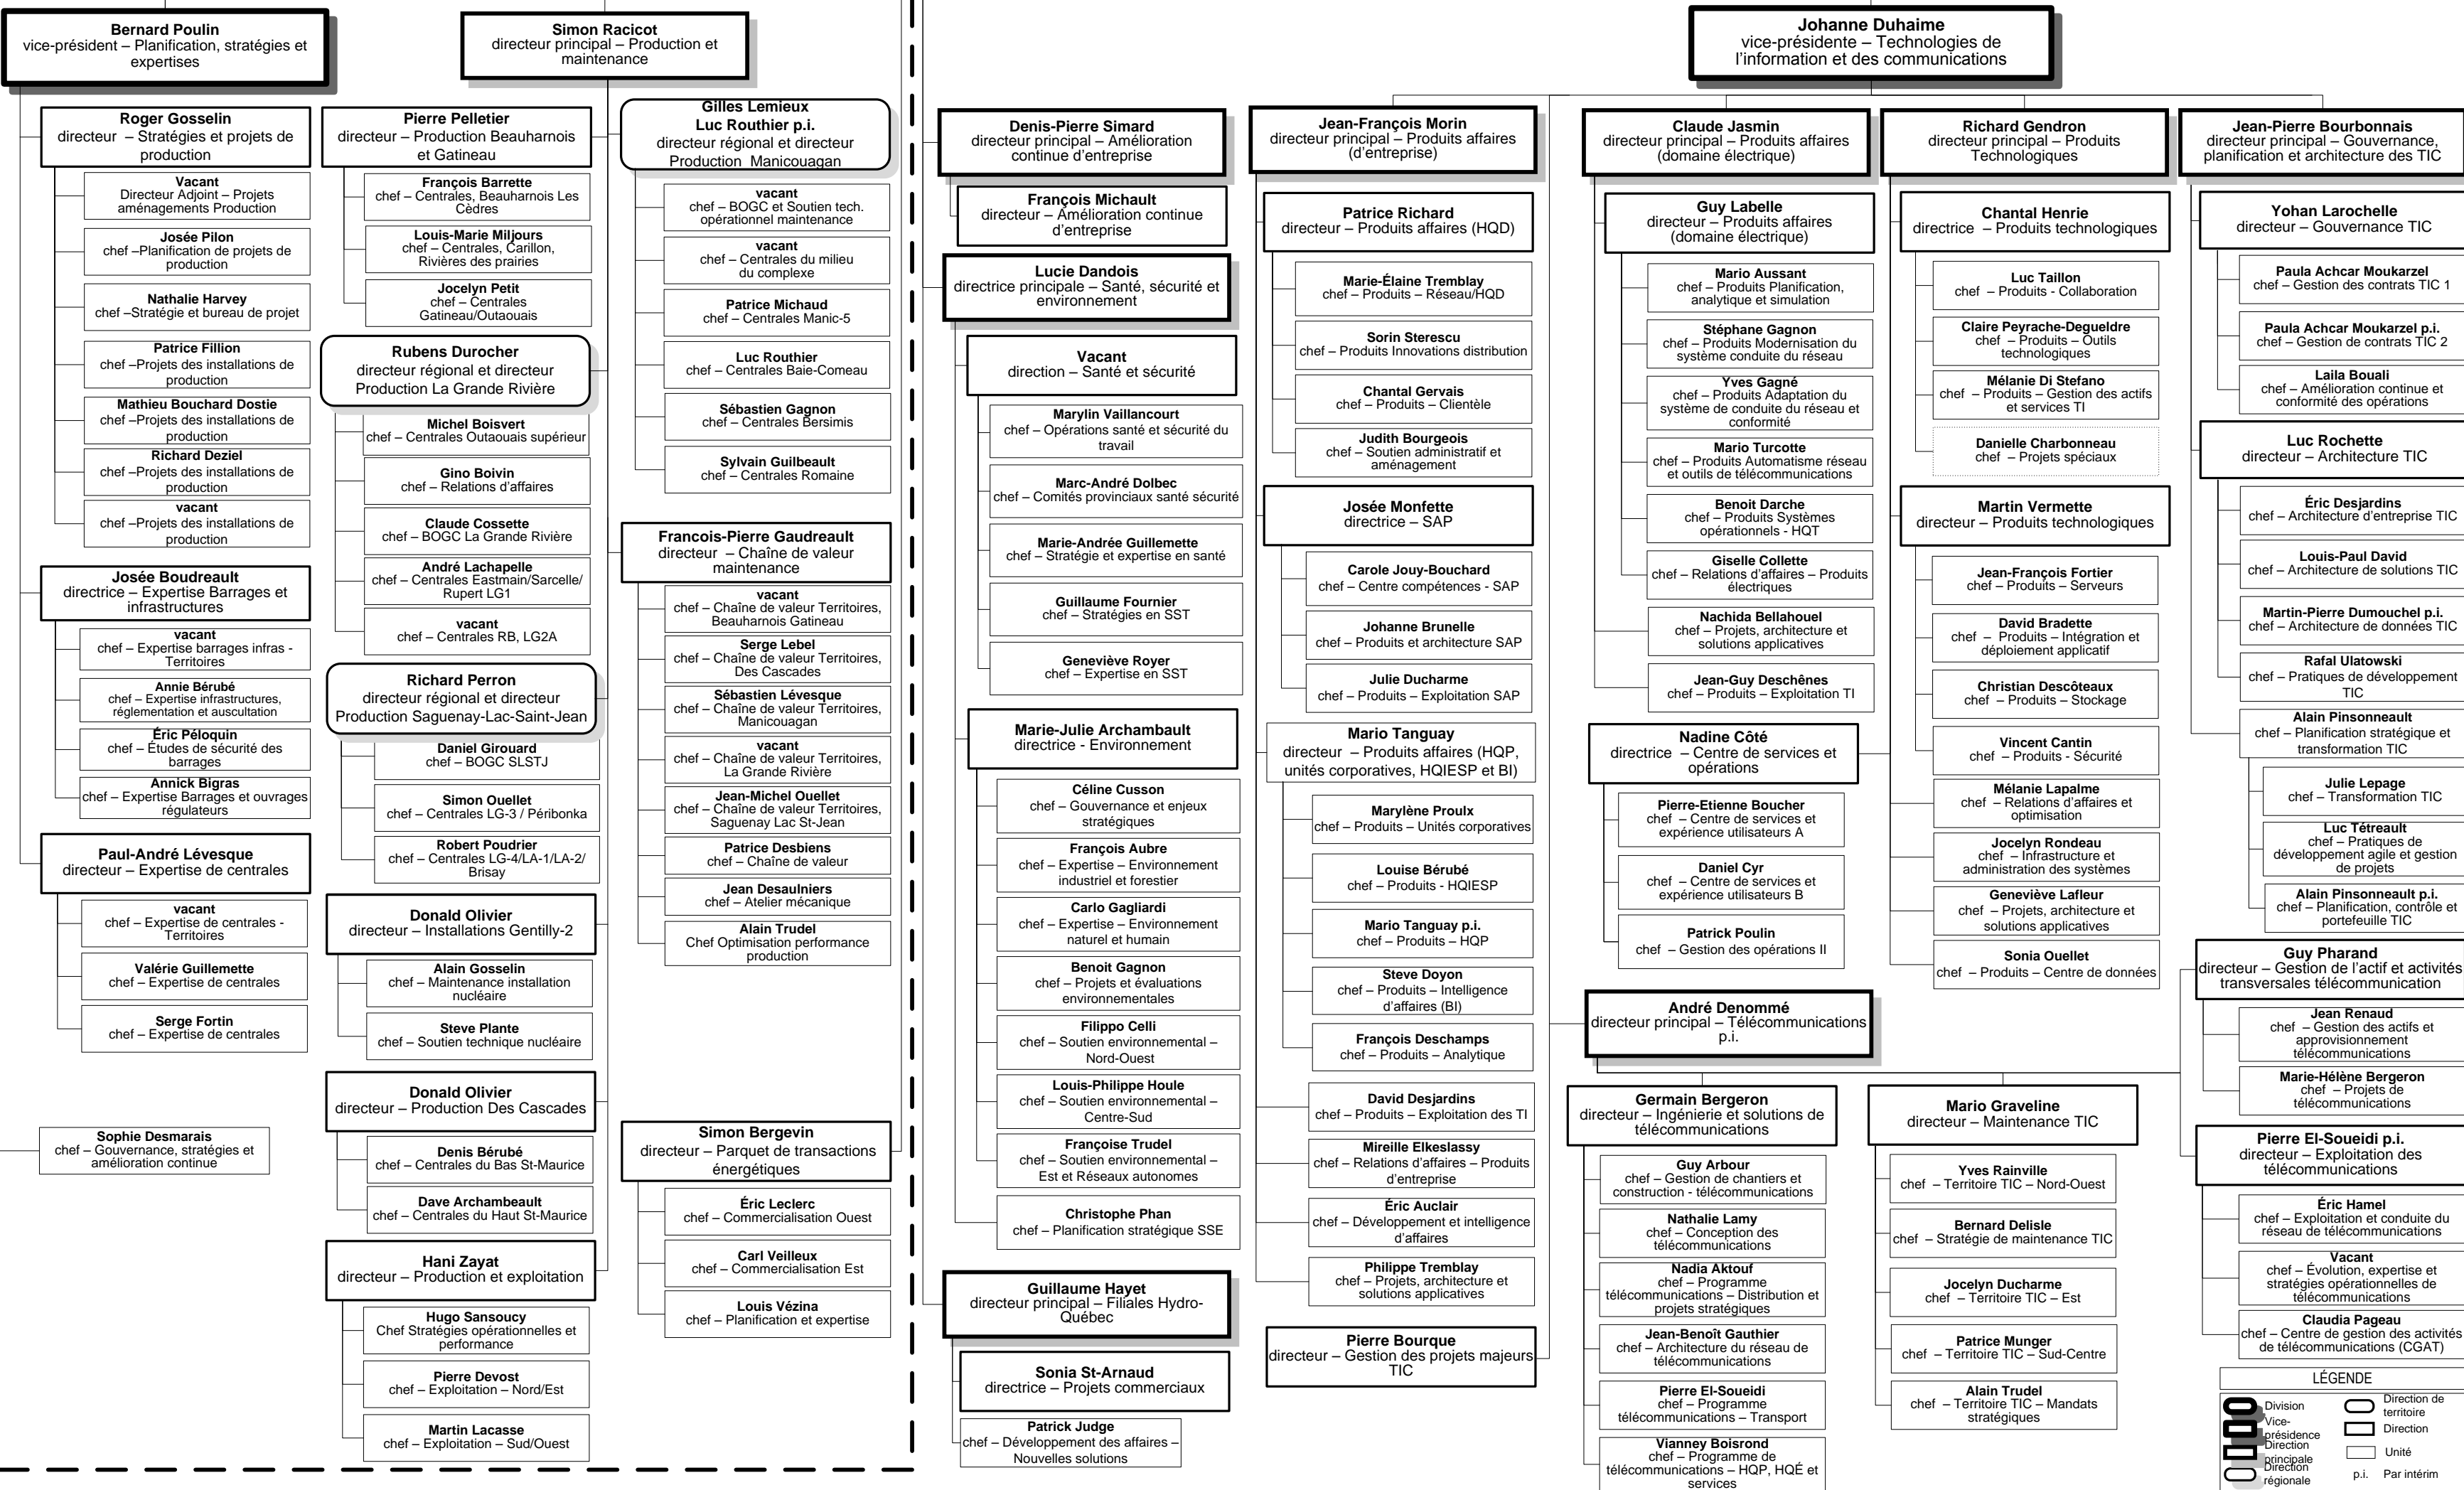 Bernard Poulin
vice-président – Planification, stratégies et
expertises
Roger Gosselin
directeur – Stratégies et projets de
production
Vacant
Directeur Adjoint – Projets
aménagements Production
Josée Pilon
chef –Planification de projets de
production
Nathalie Harvey
chef –Stratégie et bureau de projet
Patrice Fillion
chef –Projets des installations de
production
Mathieu Bouchard Dostie
chef –Projets des installations de
production
Richard Deziel
chef –Projets des installations de
production
vacant
chef –Projets des installations de
production
Josée Boudreault
directrice – Expertise Barrages et
infrastructures
vacant
chef – Expertise barrages infras -
Territoires
Annie Bérubé
chef – Expertise infrastructures,
réglementation et auscultation
Éric Péloquin
chef – Études de sécurité des
barrages
Annick Bigras
chef – Expertise Barrages et ouvrages
régulateurs
Paul-André Lévesque
directeur – Expertise de centrales
vacant
chef – Expertise de centrales -
Territoires
Valérie Guillemette
chef – Expertise de centrales
Serge Fortin
chef – Expertise de centrales
Sophie Desmarais
chef – Gouvernance, stratégies et
amélioration continue
Simon Racicot
directeur principal – Production et
maintenance
Pierre Pelletier
directeur – Production Beauharnois
et Gatineau
François Barrette
chef – Centrales, Beauharnois Les
Cèdres
Louis-Marie Miljours
chef – Centrales, Carillon,
Rivières des prairies
Jocelyn Petit
chef – Centrales
Gatineau/Outaouais
Rubens Durocher
directeur régional et directeur
Production La Grande Rivière
Michel Boisvert
chef – Centrales Outaouais supérieur
Gino Boivin
chef – Relations d'affaires
Claude Cossette
chef – BOGC La Grande Rivière
André Lachapelle
chef – Centrales Eastmain/Sarcelle/
Rupert LG1
vacant
chef – Centrales RB, LG2A
Richard Perron
directeur régional et directeur
Production Saguenay-Lac-Saint-Jean
Daniel Girouard
chef – BOGC SLSTJ
Simon Ouellet
chef – Centrales LG-3 / Péribonka
Robert Poudrier
chef – Centrales LG-4/LA-1/LA-2/
Brisay
Donald Olivier
directeur – Installations Gentilly-2
Alain Gosselin
chef – Maintenance installation
nucléaire
Steve Plante
chef – Soutien technique nucléaire
Donald Olivier
directeur – Production Des Cascades
Denis Bérubé
chef – Centrales du Bas St-Maurice
Dave Archambeault
chef – Centrales du Haut St-Maurice
Hani Zayat
directeur – Production et exploitation
Hugo Sansoucy
Chef Stratégies opérationnelles et
performance
Pierre Devost
chef – Exploitation – Nord/Est
Martin Lacasse
chef – Exploitation – Sud/Ouest
Gilles Lemieux
Luc Routhier p.i.
directeur régional et directeur
Production Manicouagan
vacant
chef – BOGC et Soutien tech.
opérationnel maintenance
vacant
chef – Centrales du milieu
du complexe
Patrice Michaud
chef – Centrales Manic-5
Luc Routhier
chef – Centrales Baie-Comeau
Sébastien Gagnon
chef – Centrales Bersimis
Sylvain Guilbeault
chef – Centrales Romaine
Francois-Pierre Gaudreault
directeur – Chaîne de valeur
maintenance
vacant
chef – Chaîne de valeur Territoires,
Beauharnois Gatineau
Serge Lebel
chef – Chaîne de valeur Territoires,
Des Cascades
Sébastien Lévesque
chef – Chaîne de valeur Territoires,
Manicouagan
vacant
chef – Chaîne de valeur Territoires,
La Grande Rivière
Jean-Michel Ouellet
chef – Chaîne de valeur Territoires,
Saguenay Lac St-Jean
Patrice Desbiens
chef – Chaîne de valeur
Jean Desaulniers
chef – Atelier mécanique
Alain Trudel
Chef Optimisation performance
production
Simon Bergevin
directeur – Parquet de transactions
énergétiques
Éric Leclerc
chef – Commercialisation Ouest
Carl Veilleux
chef – Commercialisation Est
Louis Vézina
chef – Planification et expertise
Denis-Pierre Simard
directeur principal – Amélioration
continue d'entreprise
François Michault
directeur – Amélioration continue
d'entreprise
Lucie Dandois
directrice principale – Santé, sécurité et
environnement
Vacant
direction – Santé et sécurité
Marylin Vaillancourt
chef – Opérations santé et sécurité du
travail
Marc-André Dolbec
chef – Comités provinciaux santé sécurité
Marie-Andrée Guillemette
chef – Stratégie et expertise en santé
Guillaume Fournier
chef – Stratégies en SST
Geneviève Royer
chef – Expertise en SST
Marie-Julie Archambault
directrice - Environnement
Céline Cusson
chef – Gouvernance et enjeux
stratégiques
François Aubre
chef – Expertise – Environnement
industriel et forestier
Carlo Gagliardi
chef – Expertise – Environnement
naturel et humain
Benoit Gagnon
chef – Projets et évaluations
environnementales
Filippo Celli
chef – Soutien environnemental –
Nord-Ouest
Louis-Philippe Houle
chef – Soutien environnemental –
Centre-Sud
Françoise Trudel
chef – Soutien environnemental –
Est et Réseaux autonomes
Christophe Phan
chef – Planification stratégique SSE
Guillaume Hayet
directeur principal – Filiales Hydro-
Québec
Sonia St-Arnaud
directrice – Projets commerciaux
Patrick Judge
chef – Développement des affaires –
Nouvelles solutions
Johanne Duhaime
vice-présidente – Technologies de
l'information et des communications
Jean-François Morin
directeur principal – Produits affaires
(d'entreprise)
Patrice Richard
directeur – Produits affaires (HQD)
Marie-Élaine Tremblay
chef – Produits – Réseau/HQD
Sorin Sterescu
chef – Produits Innovations distribution
Chantal Gervais
chef – Produits – Clientèle
Judith Bourgeois
chef – Soutien administratif et
aménagement
Josée Monfette
directrice – SAP
Carole Jouy-Bouchard
chef – Centre compétences - SAP
Johanne Brunelle
chef – Produits et architecture SAP
Julie Ducharme
chef – Produits – Exploitation SAP
Mario Tanguay
directeur – Produits affaires (HQP,
unités corporatives, HQIESP et BI)
Marylène Proulx
chef – Produits – Unités corporatives
Louise Bérubé
chef – Produits - HQIESP
Mario Tanguay p.i.
chef – Produits – HQP
Steve Doyon
chef – Produits – Intelligence
d'affaires (BI)
François Deschamps
chef – Produits – Analytique
David Desjardins
chef – Produits – Exploitation des TI
Mireille Elkeslassy
chef – Relations d'affaires – Produits
d'entreprise
Éric Auclair
chef – Développement et intelligence
d'affaires
Philippe Tremblay
chef – Projets, architecture et
solutions applicatives
Pierre Bourque
directeur – Gestion des projets majeurs
TIC
Claude Jasmin
directeur principal – Produits affaires
(domaine électrique)
Guy Labelle
directeur – Produits affaires
(domaine électrique)
Mario Aussant
chef – Produits Planification,
analytique et simulation
Stéphane Gagnon
chef – Produits Modernisation du
système conduite du réseau
Yves Gagné
chef – Produits Adaptation du
système de conduite du réseau et
conformité
Mario Turcotte
chef – Produits Automatisme réseau
et outils de télécommunications
Benoit Darche
chef – Produits Systèmes
opérationnels - HQT
Giselle Collette
chef – Relations d'affaires – Produits
électriques
Nachida Bellahouel
chef – Projets, architecture et
solutions applicatives
Jean-Guy Deschênes
chef – Produits – Exploitation TI
Nadine Côté
directrice – Centre de services et
opérations
Pierre-Etienne Boucher
chef – Centre de services et
expérience utilisateurs A
Daniel Cyr
chef – Centre de services et
expérience utilisateurs B
Patrick Poulin
chef – Gestion des opérations II
André Denommé
directeur principal – Télécommunications
p.i.
Germain Bergeron
directeur – Ingénierie et solutions de
télécommunications
Guy Arbour
chef – Gestion de chantiers et
construction - télécommunications
Nathalie Lamy
chef – Conception des
télécommunications
Nadia Aktouf
chef – Programme
télécommunications – Distribution et
projets stratégiques
Jean-Benoît Gauthier
chef – Architecture du réseau de
télécommunications
Pierre El-Soueidi
chef – Programme
télécommunications – Transport
Vianney Boisrond
chef – Programme de
télécommunications – HQP, HQÉ et
services
Richard Gendron
directeur principal – Produits
Technologiques
Chantal Henrie
directrice – Produits technologiques
Luc Taillon
chef – Produits - Collaboration
Claire Peyrache-Degueldre
chef – Produits – Outils
technologiques
Mélanie Di Stefano
chef – Produits – Gestion des actifs
et services TI
Danielle Charbonneau
chef – Projets spéciaux
Martin Vermette
directeur – Produits technologiques
Jean-François Fortier
chef – Produits – Serveurs
David Bradette
chef – Produits – Intégration et
déploiement applicatif
Christian Descôteaux
chef – Produits – Stockage
Vincent Cantin
chef – Produits - Sécurité
Mélanie Lapalme
chef – Relations d'affaires et
optimisation
Jocelyn Rondeau
chef – Infrastructure et
administration des systèmes
Geneviève Lafleur
chef – Projets, architecture et
solutions applicatives
Sonia Ouellet
chef – Produits – Centre de données
Mario Graveline
directeur – Maintenance TIC
Yves Rainville
chef – Territoire TIC – Nord-Ouest
Bernard Delisle
chef – Stratégie de maintenance TIC
Jocelyn Ducharme
chef – Territoire TIC – Est
Patrice Munger
chef – Territoire TIC – Sud-Centre
Alain Trudel
chef – Territoire TIC – Mandats
stratégiques
Jean-Pierre Bourbonnais
directeur principal – Gouvernance,
planification et architecture des TIC
Yohan Larochelle
directeur – Gouvernance TIC
Paula Achcar Moukarzel
chef – Gestion des contrats TIC 1
Paula Achcar Moukarzel p.i.
chef – Gestion de contrats TIC 2
Laila Bouali
chef – Amélioration continue et
conformité des opérations
Luc Rochette
directeur – Architecture TIC
Éric Desjardins
chef – Architecture d'entreprise TIC
Louis-Paul David
chef – Architecture de solutions TIC
Martin-Pierre Dumouchel p.i.
chef – Architecture de données TIC
Rafal Ulatowski
chef – Pratiques de développement
TIC
Alain Pinsonneault
chef – Planification stratégique et
transformation TIC
Julie Lepage
chef – Transformation TIC
Luc Tétreault
chef – Pratiques de
développement agile et gestion
de projets
Alain Pinsonneault p.i.
chef – Planification, contrôle et
portefeuille TIC
Guy Pharand
directeur – Gestion de l'actif et activités
transversales télécommunication
Jean Renaud
chef – Gestion des actifs et
approvisionnement
télécommunications
Marie-Hélène Bergeron
chef – Projets de
télécommunications
Pierre El-Soueidi p.i.
directeur – Exploitation des
télécommunications
Éric Hamel
chef – Exploitation et conduite du
réseau de télécommunications
Vacant
chef – Évolution, expertise et
stratégies opérationnelles de
télécommunications
Claudia Pageau
chef – Centre de gestion des activités
de télécommunications (CGAT)
LÉGENDE
Division
Vice-
présidence
Direction
principale
Direction
régionale
Direction de
territoire
Direction
Unité
p.i. Par intérim